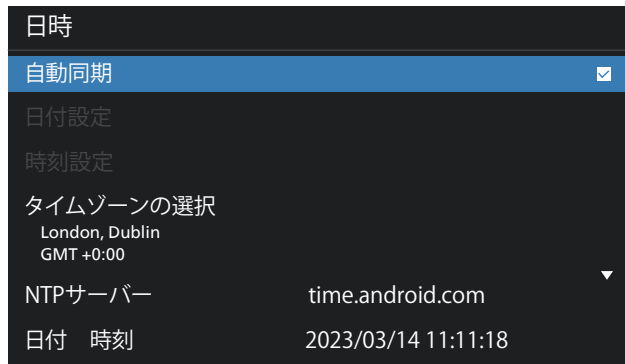 日時
自動同期
日付設定
時刻設定
タイムゾーンの選択
London, Dublin
GMT +0:00
NTPサーバー time.android.com
日付　時刻 2023/03/14 11:11:18